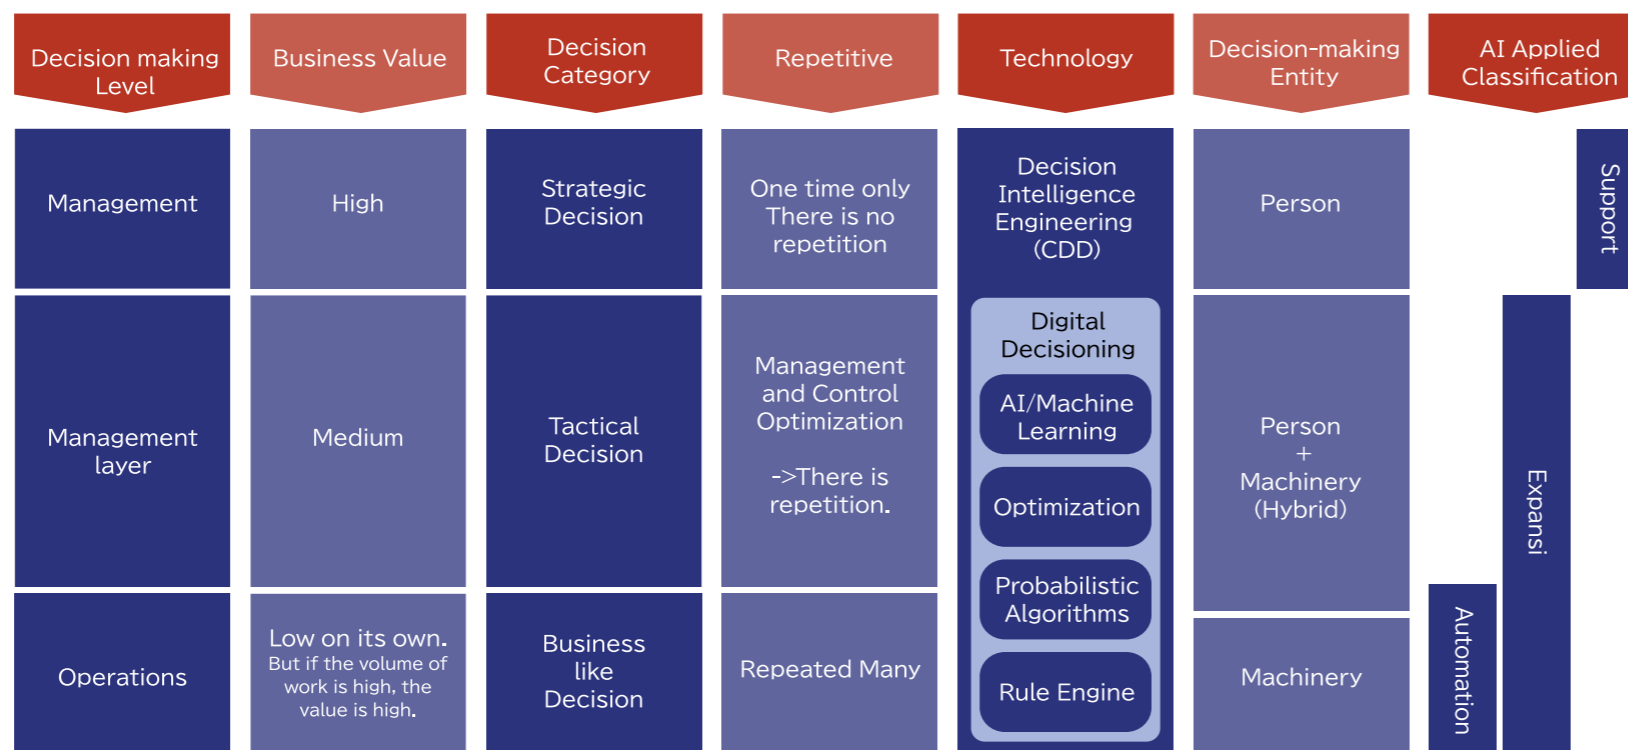 Decision making
Level
Business Value
Decision
Category
Repetitive
Technology
Decision-making
Entity
AI Applied
Classification
Management
High
Strategic
Decision
One time only
There is no
repetition
Decision
Intelligence
Engineering
(CDD)
Person
Support
Management
layer
Medium
Tactical
Decision
Management
and Control
Optimization
->There is
repetition.
Digital
Decisioning
AI/Machine
Learning
Optimization
Probabilistic
Algorithms
Rule Engine
Person
+
Machinery
(Hybrid)
Expansi
Operations
Low on its own.
But if the volume of
work is high, the
value is high.
Business
like
Decision
Repeated Many
Machinery
Automation